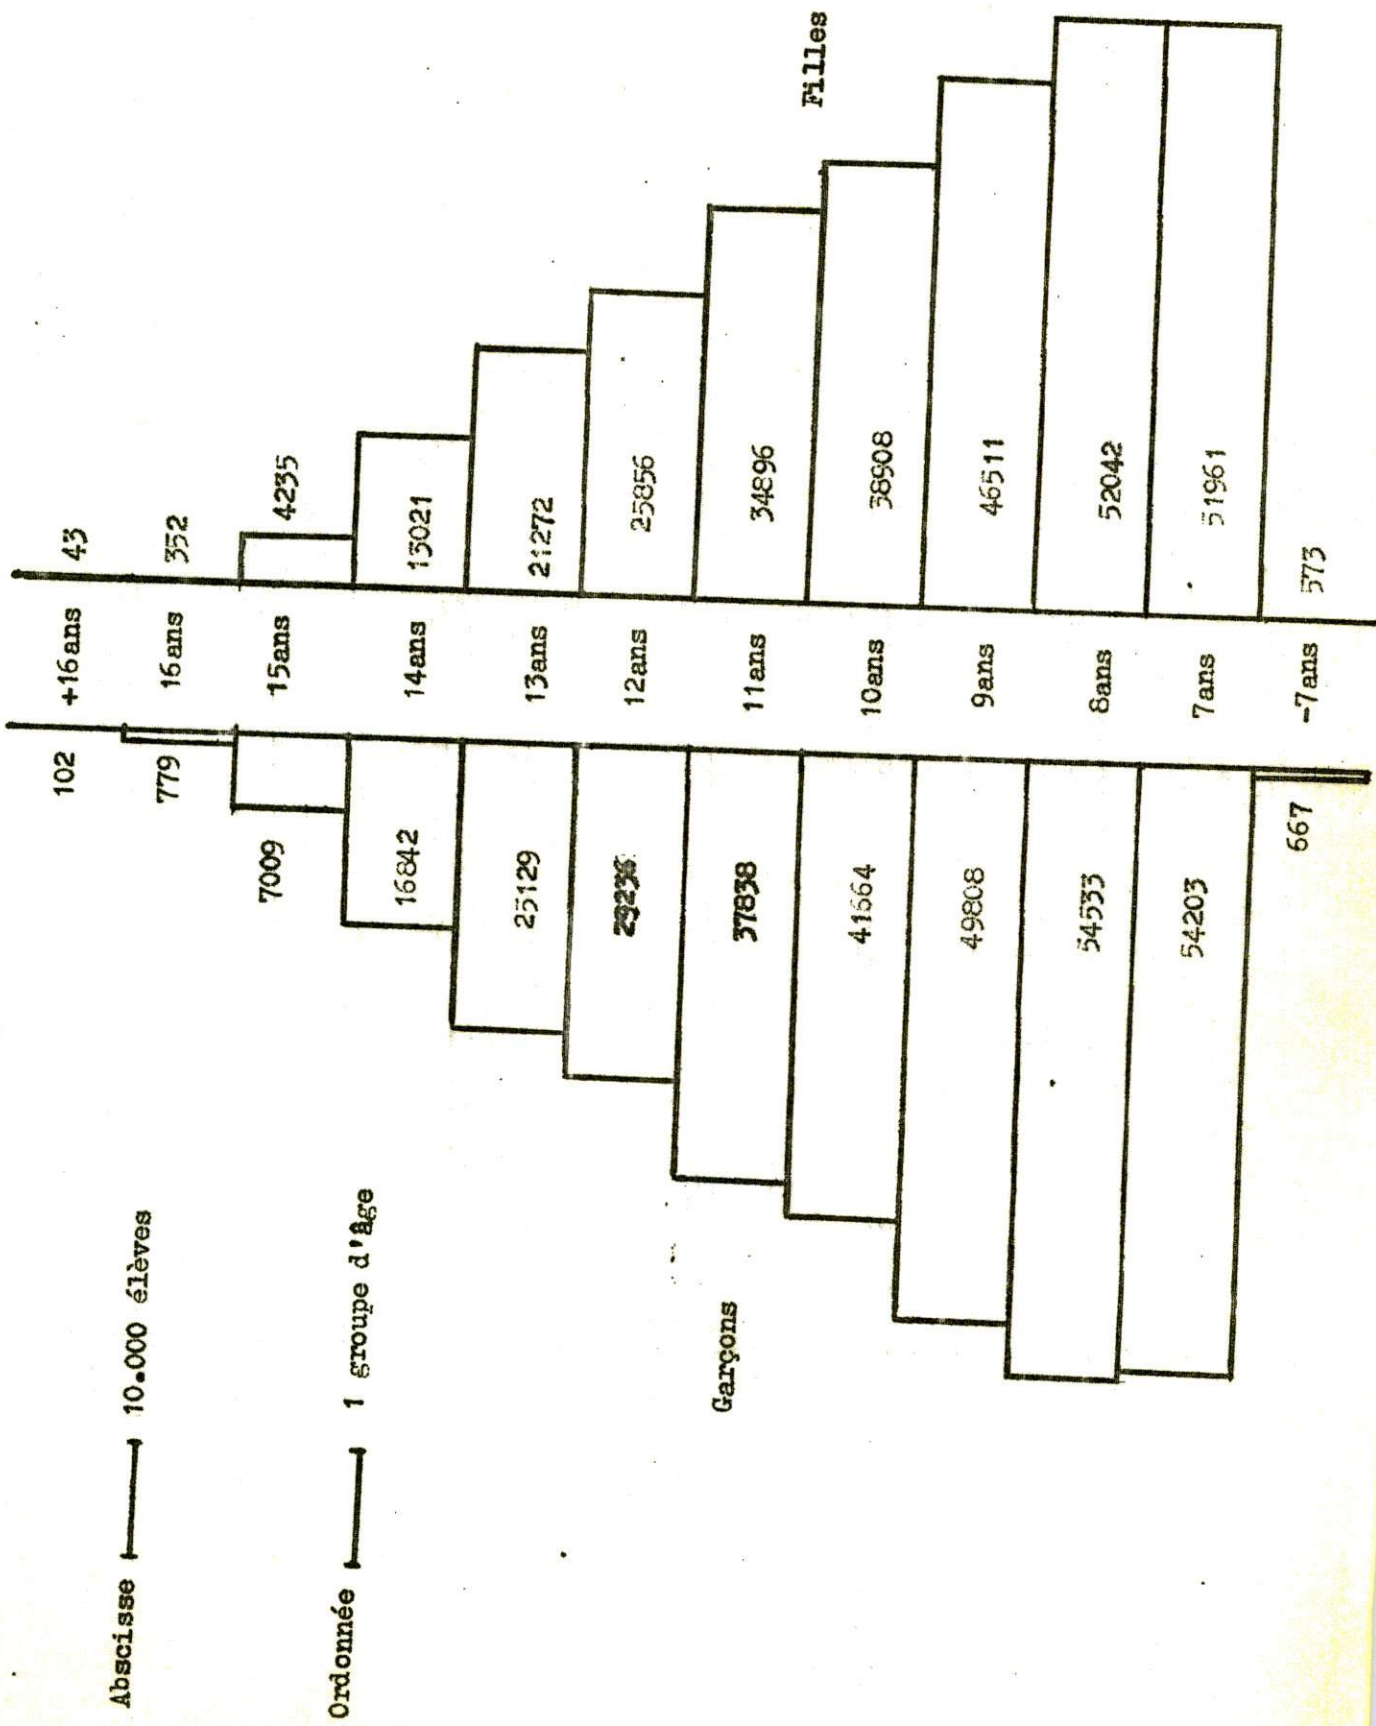 102 +16ans 43
Abscisse 10.000 élèves
779 16ans 352
7009 15ans 4235
Ordonnée 1 groupe d'âge
16842 14ans 13021
25129 13ans 21272
12ans 25856
Garçons
37838 11ans 34896
Filles
41664 10ans 38908
49808 9ans 46511
54533 8ans 52042
54203 7ans 51961
667 -7ans 573